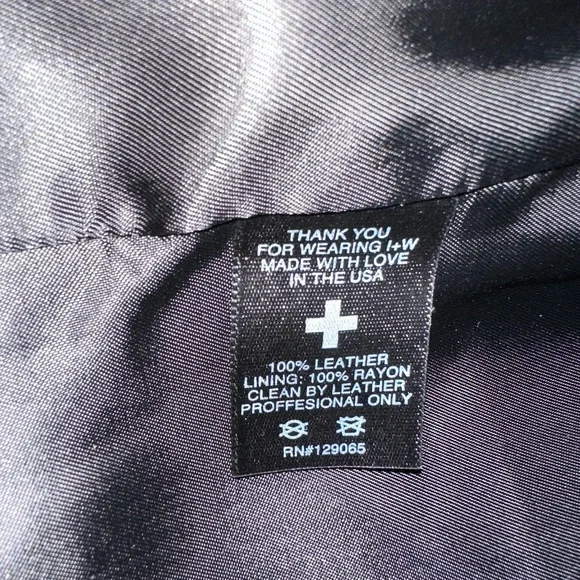 THANK YOU
FOR WEARING I+W
MADE WITH LOVE
IN THE USA
100% LEATHER
LINING: 100% RAYON
CLEAN BY LEATHER
PROFFESIONAL ONLY
RN#129065